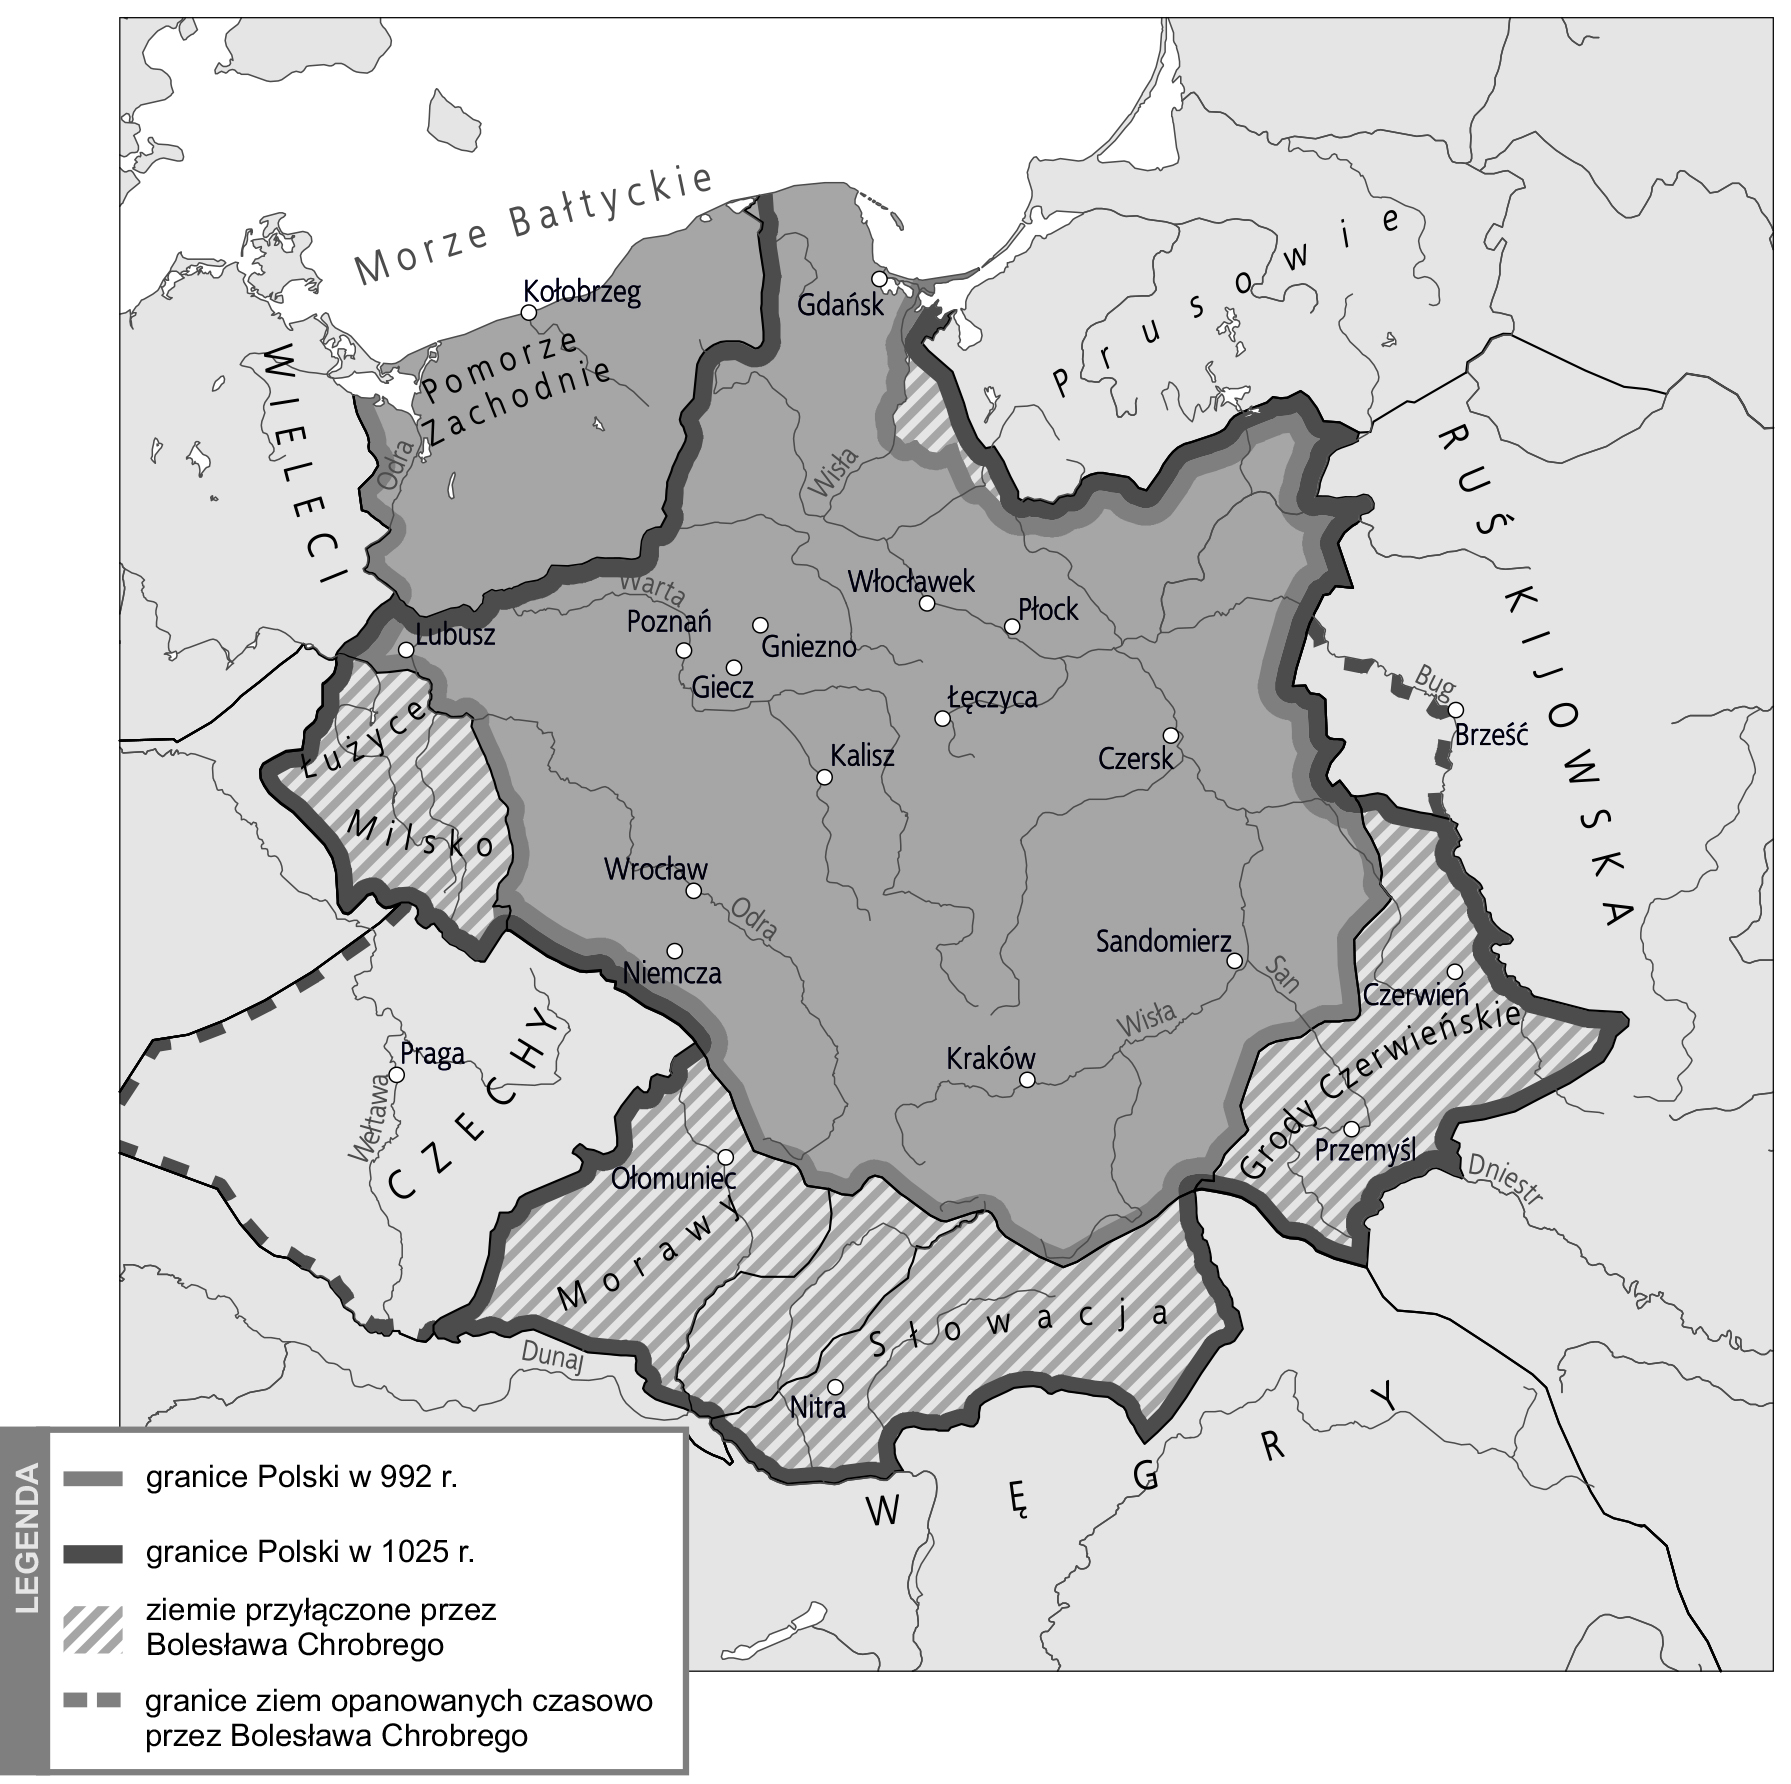 Morze Bałtyckie
Kołobrzeg
Gdańsk
Prusowie
Pomorze
Zachodnie
WIELECI
Odra
Wisła
RUŚ KIJOWSKA
Warta
Włocławek
Płock
Poznań
Lubusz
Gniezno
Giecz
Łęczyca
Bug
Brześć
Łużyce
Kalisz
Czersk
Milsko
Wrocław
Odra
Niemcza
Sandomierz
San
Czerwień
Grody Czerwieńskie
Wisła
Kraków
Praga
Wełtawa
CZECHY
Przemyśl
Dniestr
Ołomuniec
Morawy
Słowacja
Dunaj
Nitra
WĘGRY
LEGENDA
granice Polski w 992 r.
granice Polski w 1025 r.
ziemie przyłączone przez
Bolesława Chrobrego
granice ziem opanowanych czasowo
przez Bolesława Chrobrego